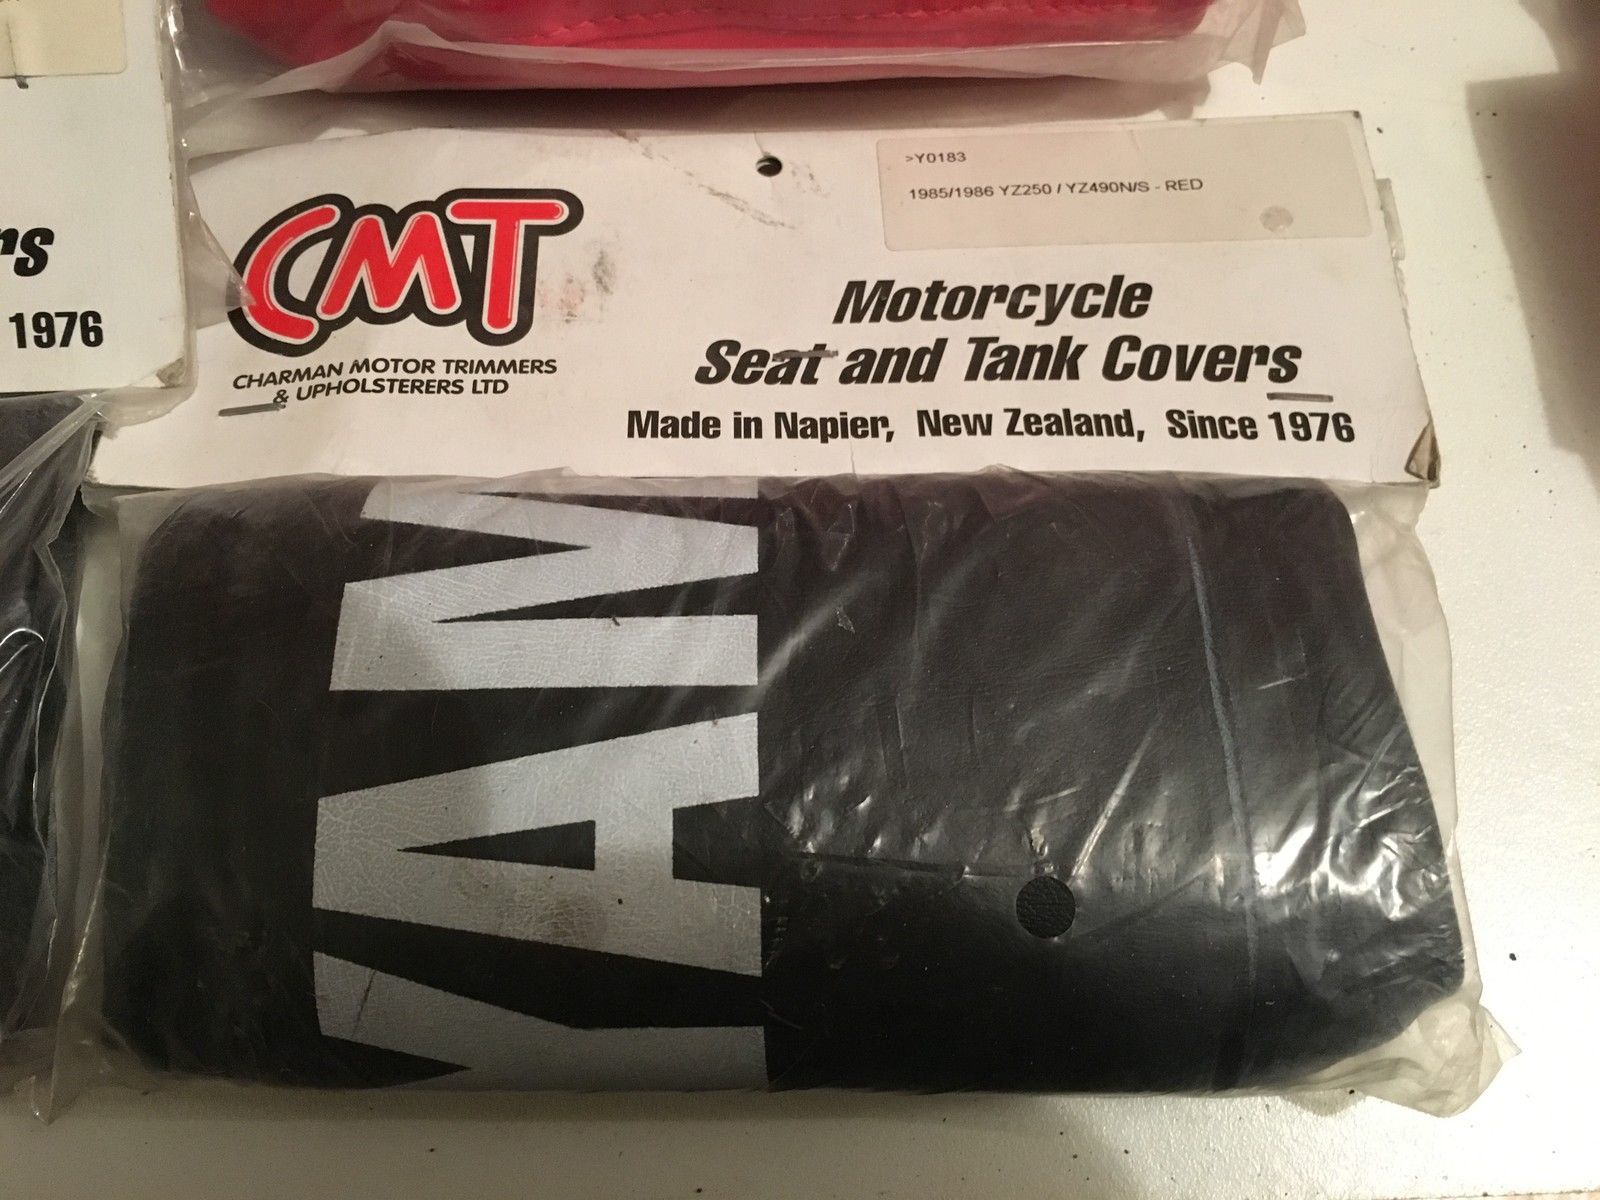 rs
1976
>Y0183
1985/1986 YZ250 / YZ490N/S - RED
CMT
CHARMAN MOTOR TRIMMERS
& UPHOLSTERERS LTD
Motorcycle
Seat and Tank Covers
Made in Napier, New Zealand, Since 1976
YAM